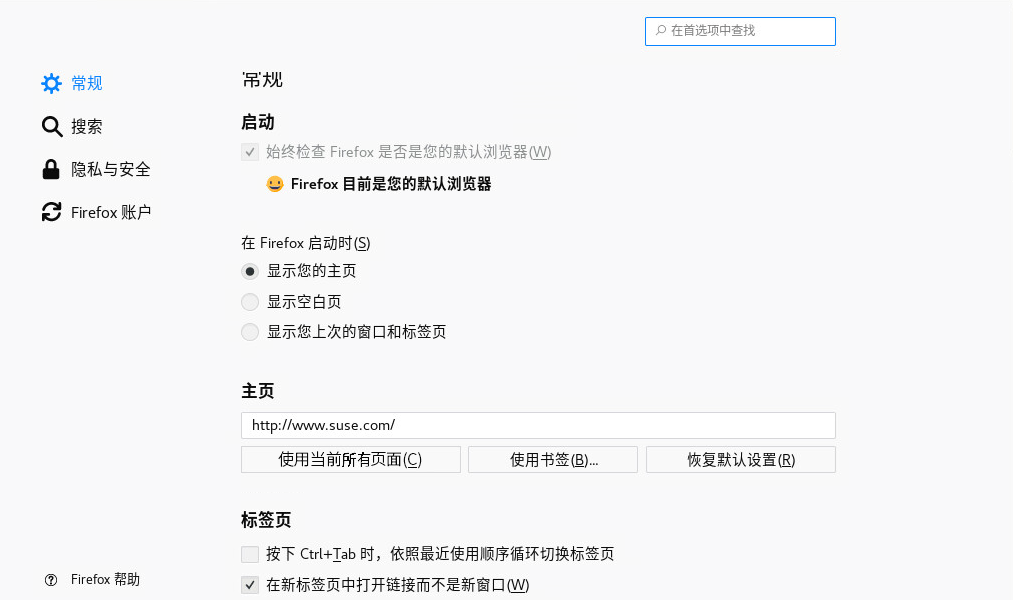 在首选项中查找
常规
搜索
隐私与安全
Firefox 账户
常规
启动
始终检查 Firefox 是否是您的默认浏览器(W)
Firefox 目前是您的默认浏览器
在 Firefox 启动时(S)
显示您的主页
显示空白页
显示您上次的窗口和标签页
主页
http://www.suse.com/
使用当前所有页面(C)
使用书签(B)...
恢复默认设置(R)
标签页
按下 Ctrl+Tab 时，依照最近使用顺序循环切换标签页
在新标签页中打开链接而不是新窗口(W)
Firefox 帮助